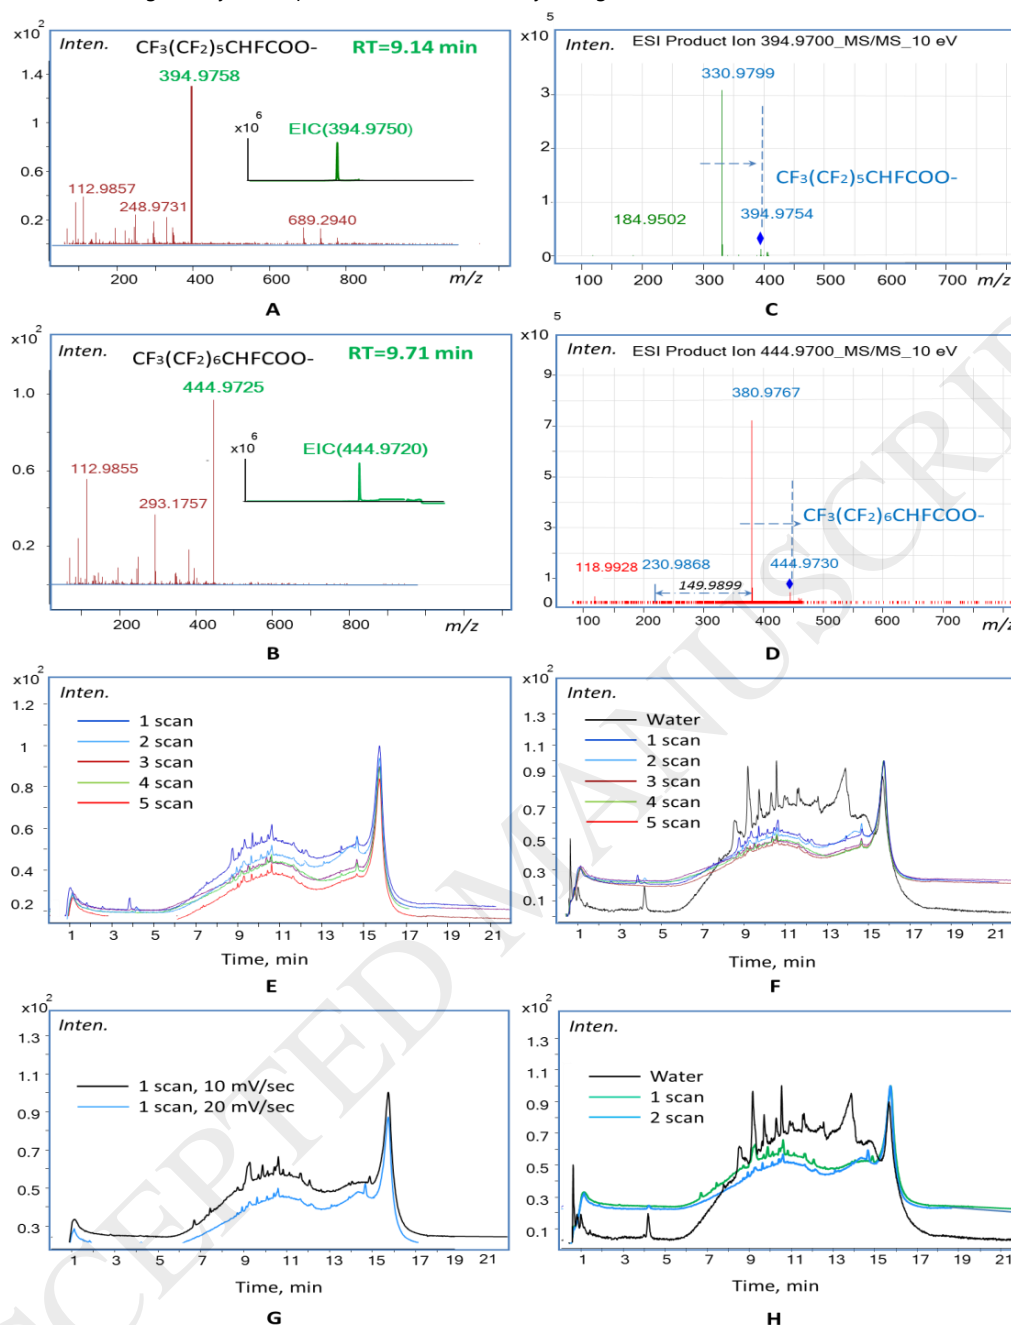 x10²
Inten.
CF₃(CF₂)₅CHFCOO-
RT=9.14 min
394.9758
1.4
1
0.6
0.2
x10⁶
EIC(394.9750)
112.9857
248.9731
689.2940
200
400
600
800
m/z
A
x10⁵
Inten.
ESI Product Ion 394.9700_MS/MS_10 eV
330.9799
3
2
1
0
CF₃(CF₂)₅CHFCOO-
184.9502
394.9754
100
200
300
400
500
600
700
m/z
C
x10²
Inten.
CF₃(CF₂)₆CHFCOO-
RT=9.71 min
444.9725
1.0
0.6
0.2
x10⁶
EIC(444.9720)
112.9855
293.1757
200
400
600
800
m/z
B
x10⁵
Inten.
ESI Product Ion 444.9700_MS/MS_10 eV
380.9767
9
7
5
3
1
0
CF₃(CF₂)₆CHFCOO-
118.9928
230.9868
149.9899
444.9730
100
200
300
400
500
600
700
m/z
D
x10²
Inten.
1.2
1
0.8
0.6
0.4
0.2
1 scan
2 scan
3 scan
4 scan
5 scan
1 3 5 7 9 11 13 15 17 19 21
Time, min
E
x10²
Inten.
1.3
1.1
0.9
0.7
0.5
0.3
0.1
Water
1 scan
2 scan
3 scan
4 scan
5 scan
1 3 5 7 9 11 13 15 17 19 21
Time, min
F
x10²
Inten.
1.3
1.1
0.9
0.7
0.5
0.3
1 scan, 10 mV/sec
1 scan, 20 mV/sec
1 3 5 7 9 11 13 15 17 19 21
Time, min
G
x10²
Inten.
1.3
1.1
0.9
0.7
0.5
0.3
0.1
Water
1 scan
2 scan
1 3 5 7 9 11 13 15 17 19 21
Time, min
H